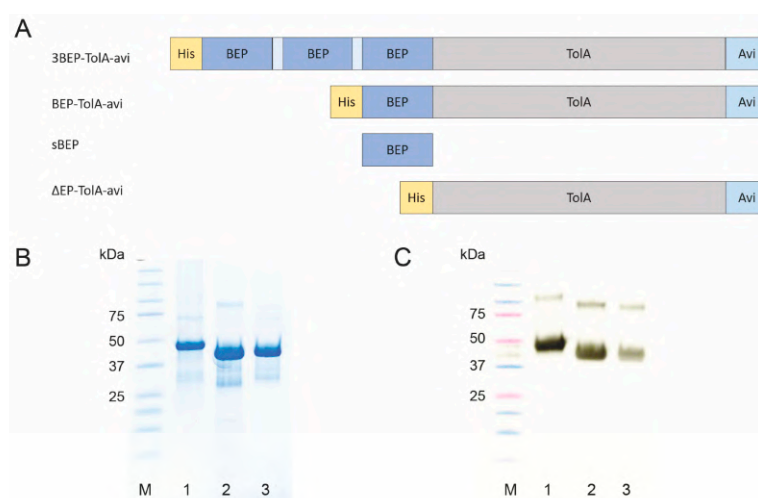 A
3BEP-TolA-avi
His BEP BEP BEP TolA Avi
BEP-TolA-avi
His BEP TolA Avi
sBEP
BEP
ΔEP-TolA-avi
His TolA Avi
B
kDa
75
50
37
25
M 1 2 3
C
kDa
75
50
37
25
M 1 2 3